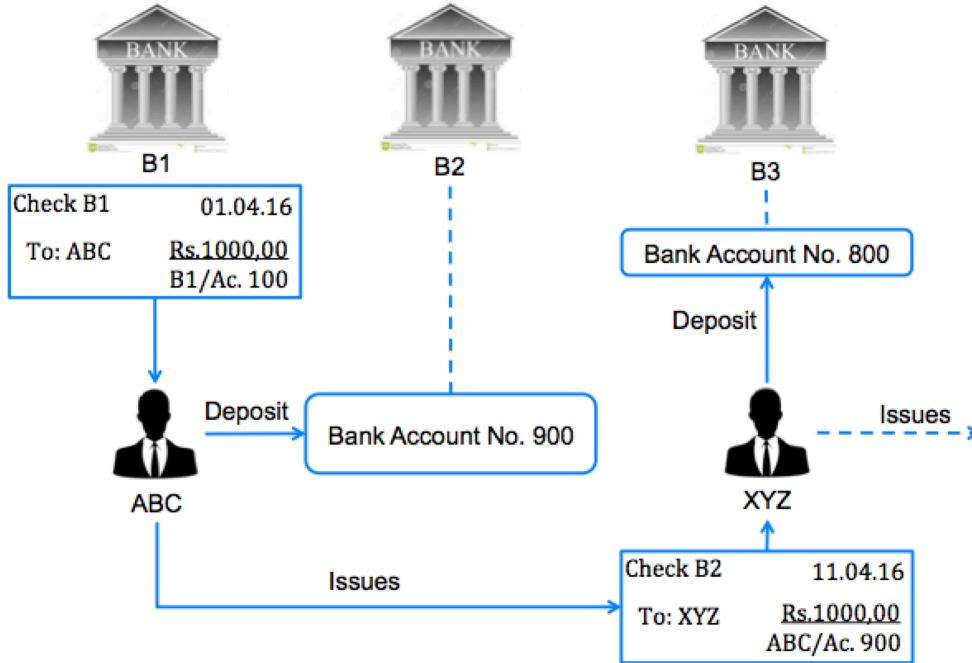 BANK
BANK
BANK
B1
B2
B3
Check B1 01.04.16
To: ABC Rs.1000,00
B1/Ac. 100
Bank Account No. 800
Deposit
Deposit
Bank Account No. 900
Issues
ABC
XYZ
Issues
Check B2 11.04.16
To: XYZ Rs.1000,00
ABC/Ac. 900